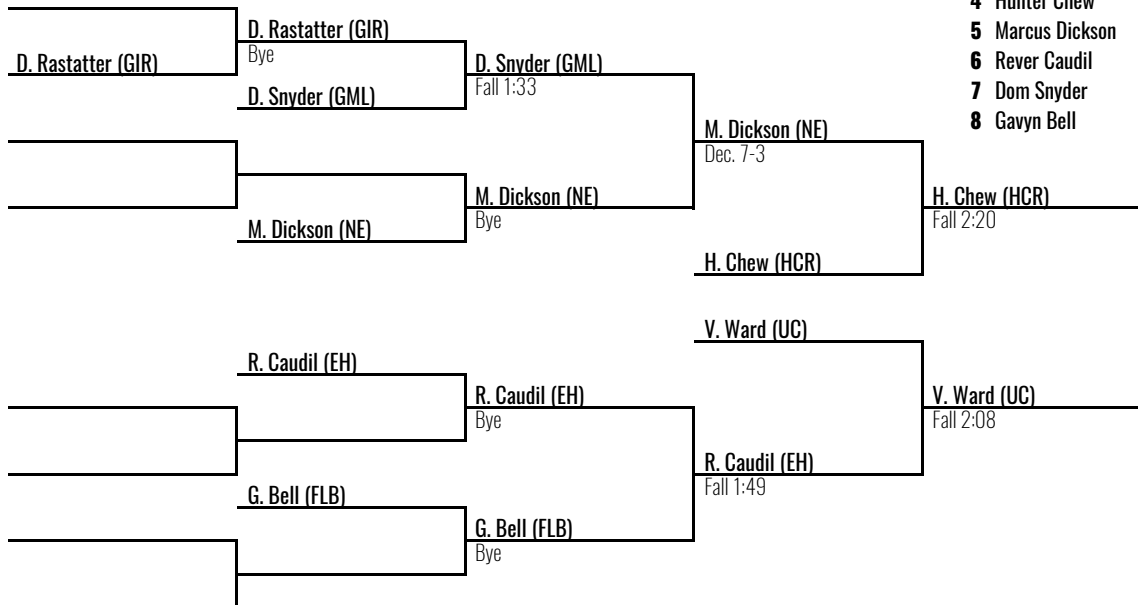 4 Hunter Chew
D. Rastatter (GIR)
Bye
5 Marcus Dickson
D. Rastatter (GIR)
D. Snyder (GML)
Fall 1:33
6 Rever Caudil
D. Snyder (GML)
7 Dom Snyder
8 Gavyn Bell
M. Dickson (NE)
Dec. 7-3
M. Dickson (NE)
Bye
H. Chew (HCR)
Fall 2:20
M. Dickson (NE)
H. Chew (HCR)
V. Ward (UC)
R. Caudil (EH)
R. Caudil (EH)
Bye
V. Ward (UC)
Fall 2:08
R. Caudil (EH)
Fall 1:49
G. Bell (FLB)
G. Bell (FLB)
Bye